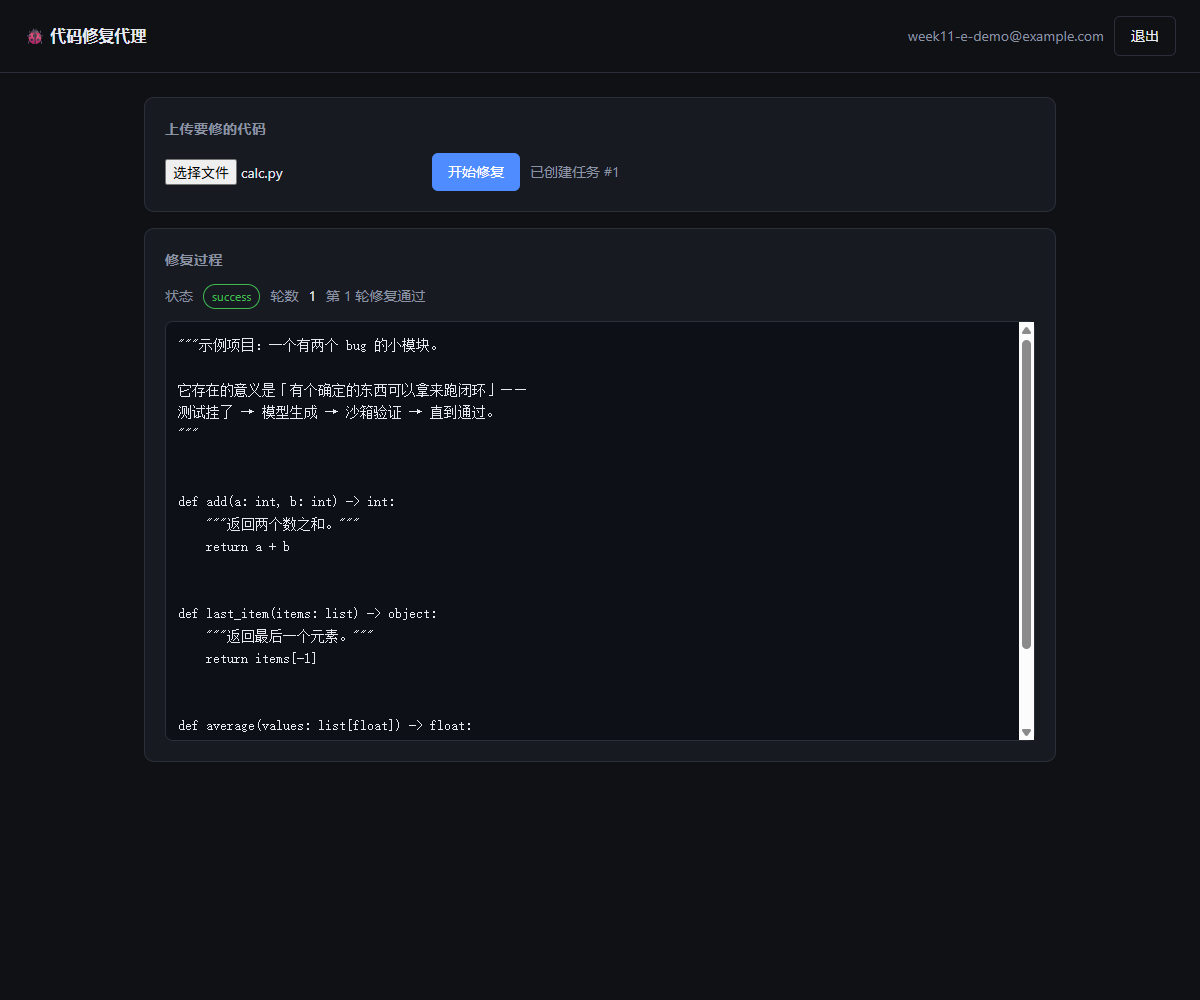 代码修复代理
week11-e-demo@example.com
退出
上传要修的代码
选择文件 calc.py
开始修复
已创建任务 #1
修复过程
状态 success 轮数 1 第 1 轮修复通过
"""示例项目：一个有两个 bug 的小模块。
它存在的意义是「有个确定的东西可以拿来跑闭环」——
测试挂了 → 模型生成 → 沙箱验证 → 直到通过。
"""
def add(a: int, b: int) -> int:
    """返回两个数之和。"""
    return a + b
def last_item(items: list) -> object:
    """返回最后一个元素。"""
    return items[-1]
def average(values: list[float]) -> float: